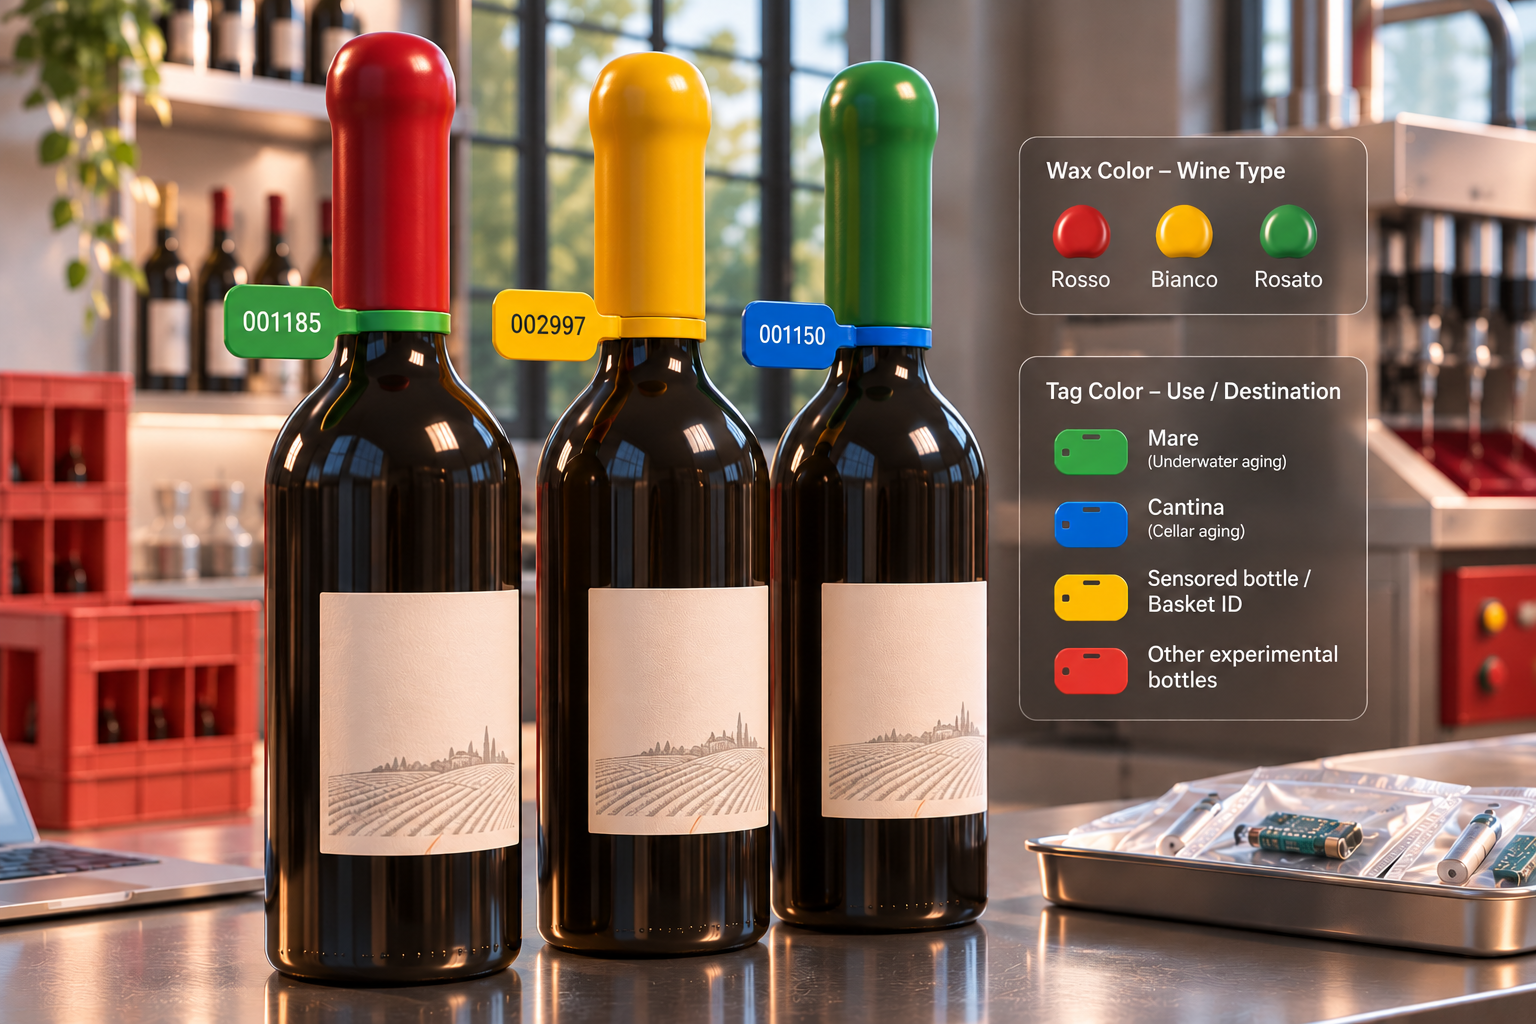 001185
002997
001150
Wax Color – Wine Type
Rosso
Bianco
Rosato
Tag Color – Use / Destination
Mare
(Underwater aging)
Cantina
(Cellar aging)
Sensored bottle /
Basket ID
Other experimental
bottles